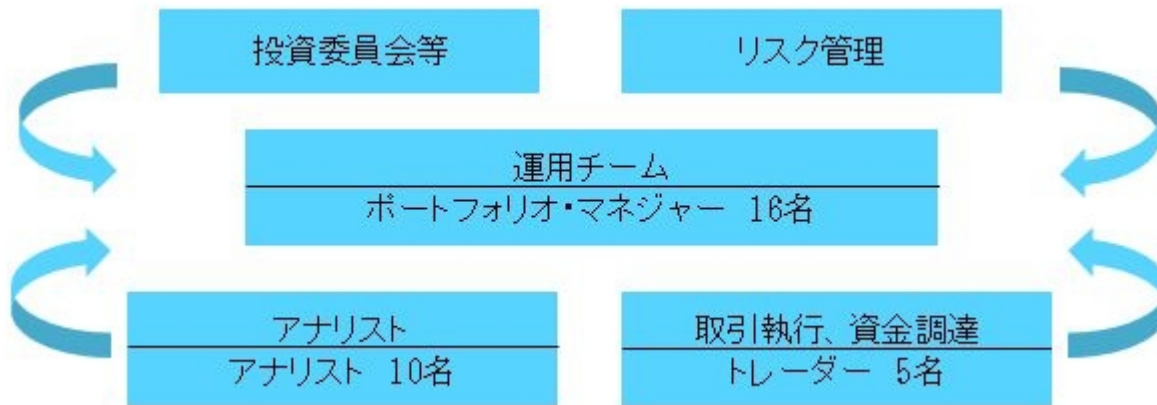 投資委員会等
リスク管理
運用チーム
ポートフォリオ・マネジャー 16名
アナリスト
アナリスト 10名
取引執行、資金調達
トレーダー 5名